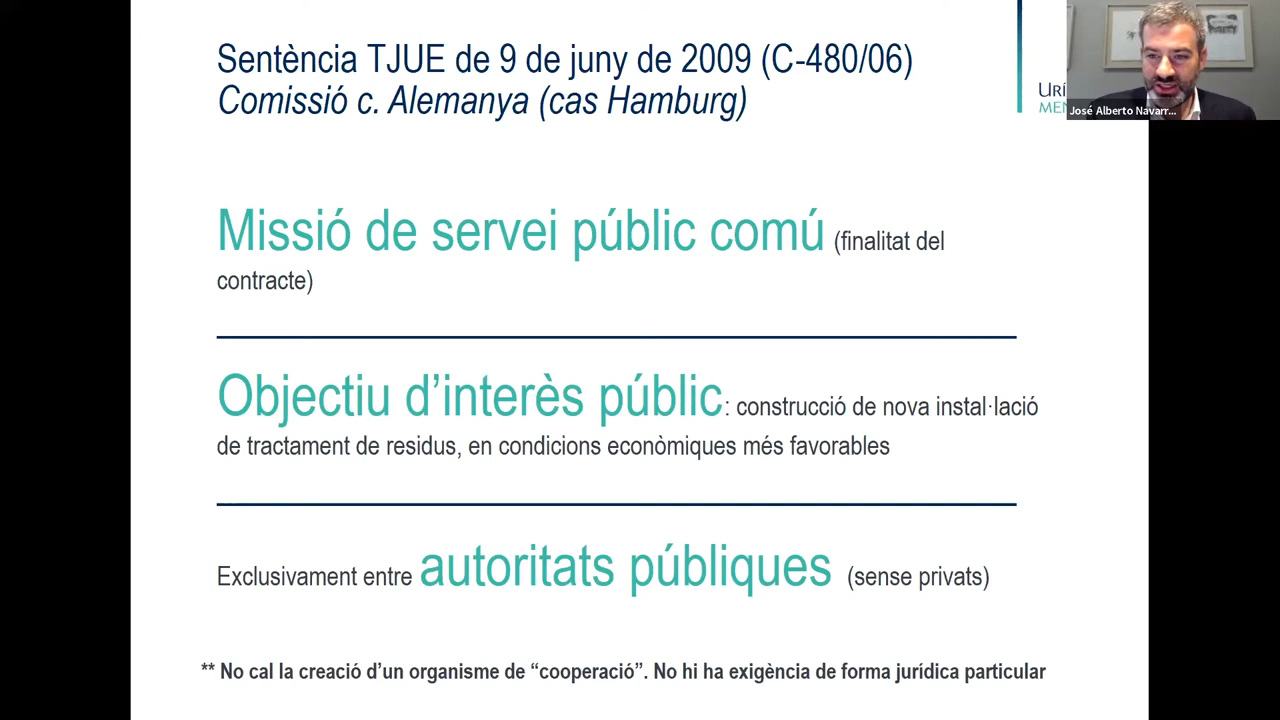 Sentència TJUE de 9 de juny de 2009 (C-480/06)
Comissió c. Alemanya (cas Hamburg)
José Alberto Navarr...
Missió de servei públic comú (finalitat del
contracte)
Objectiu d’interès públic: construcció de nova instal·lació
de tractament de residus, en condicions econòmiques més favorables
Exclusivament entre autoritats públiques (sense privats)
** No cal la creació d’un organisme de “cooperació”. No hi ha exigència de forma jurídica particular